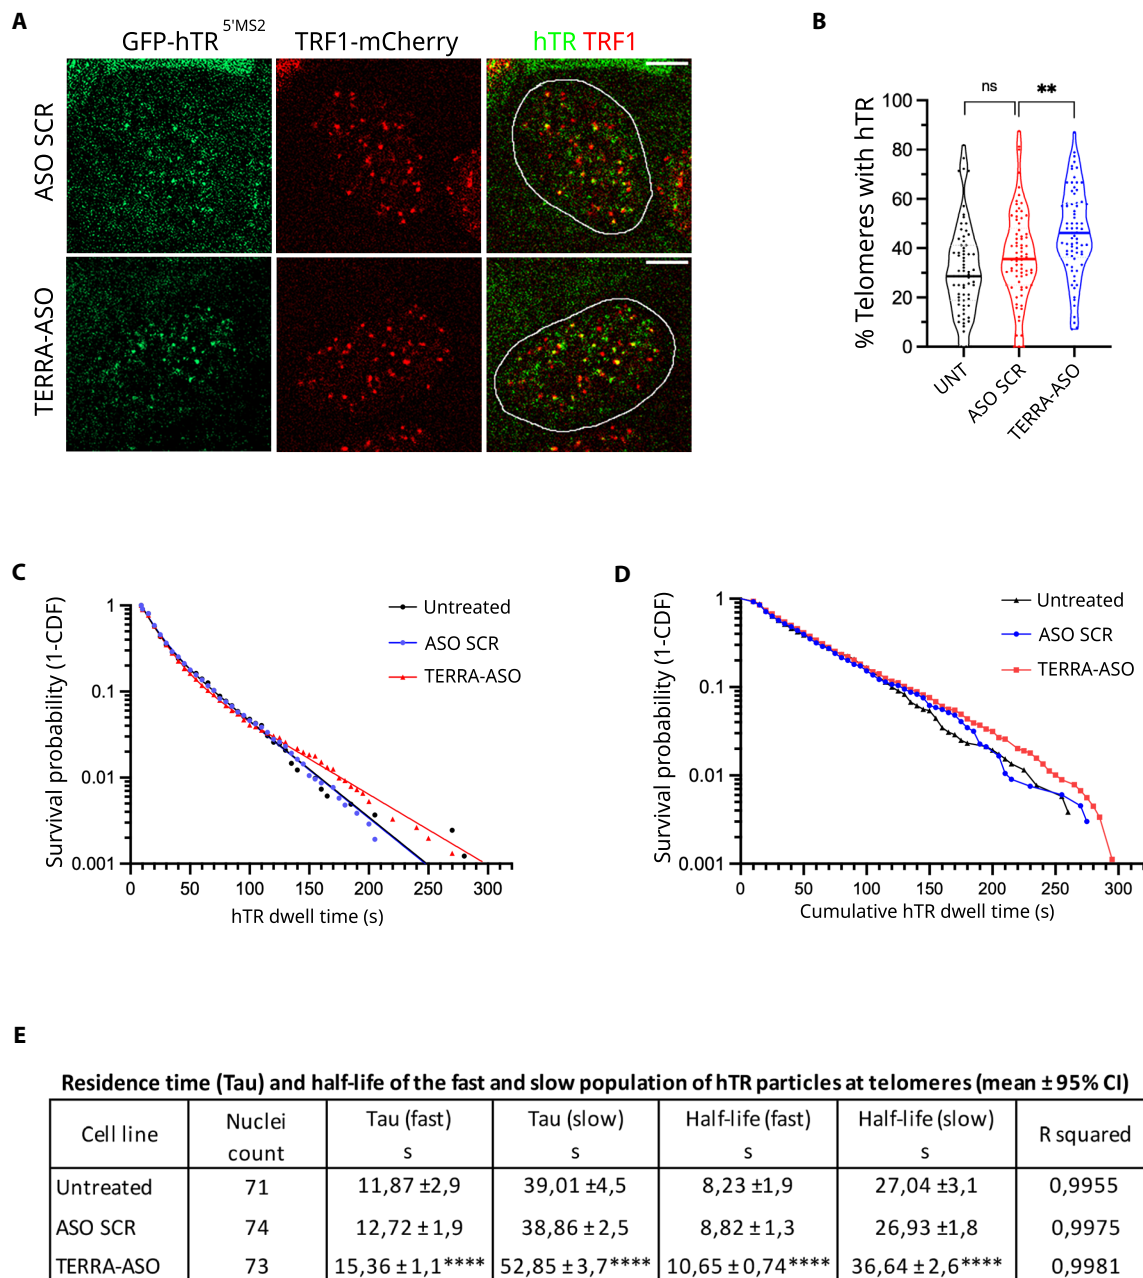 A
GFP-hTR 5'MS2
TRF1-mCherry
hTR TRF1
ASO SCR
TERRA-ASO
B
ns
**
% Telomeres with hTR
100
80
60
40
20
0
UNT
ASO SCR
TERRA-ASO
C
Survival probability (1-CDF)
1
0.1
0.01
0.001
0 50 100 150 200 250 300
hTR dwell time (s)
Untreated
ASO SCR
TERRA-ASO
D
Survival probability (1-CDF)
1
0.1
0.01
0.001
0 50 100 150 200 250 300
Cumulative hTR dwell time (s)
Untreated
ASO SCR
TERRA-ASO
E
Residence time (Tau) and half-life of the fast and slow population of hTR particles at telomeres (mean ± 95% CI)
Cell line Nuclei count Tau (fast) s Tau (slow) s Half-life (fast) s Half-life (slow) s R squared
Untreated 71 11,87 ±2,9 39,01 ±4,5 8,23 ±1,9 27,04 ±3,1 0,9955
ASO SCR 74 12,72 ± 1,9 38,86 ± 2,5 8,82 ± 1,3 26,93 ±1,8 0,9975
TERRA-ASO 73 15,36 ± 1,1**** 52,85 ± 3,7**** 10,65 ± 0,74**** 36,64 ± 2,6 **** 0,9981